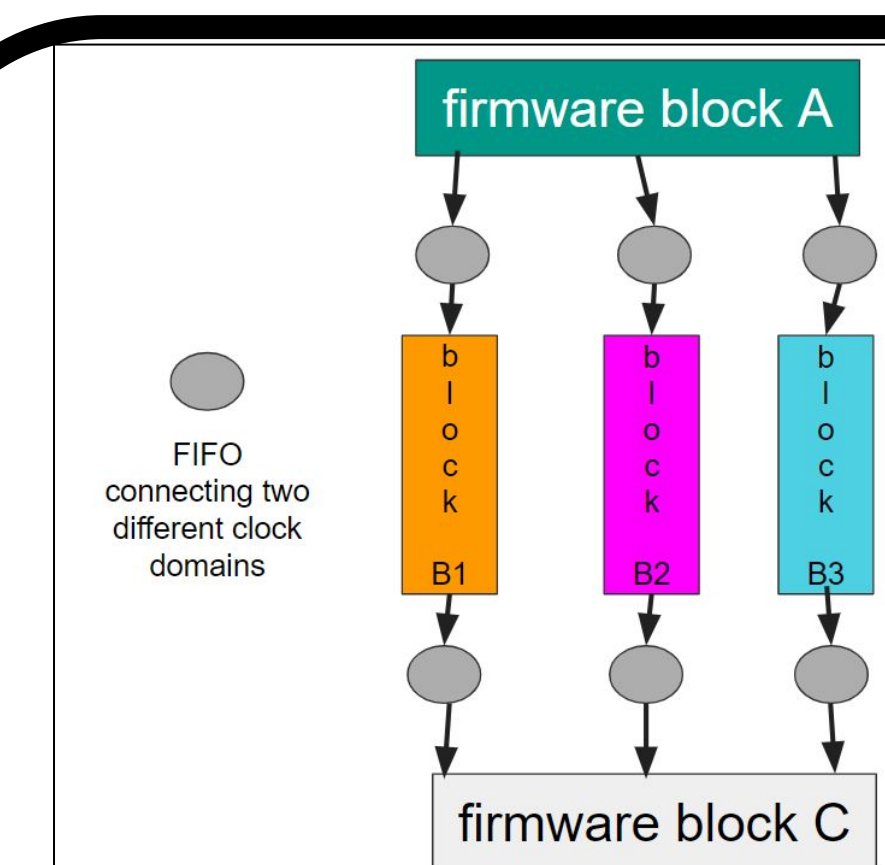 firmware block A
b
l
o
c
k
B1
b
l
o
c
k
B2
b
l
o
c
k
B3
FIFO
connecting two
different clock
domains
firmware block C